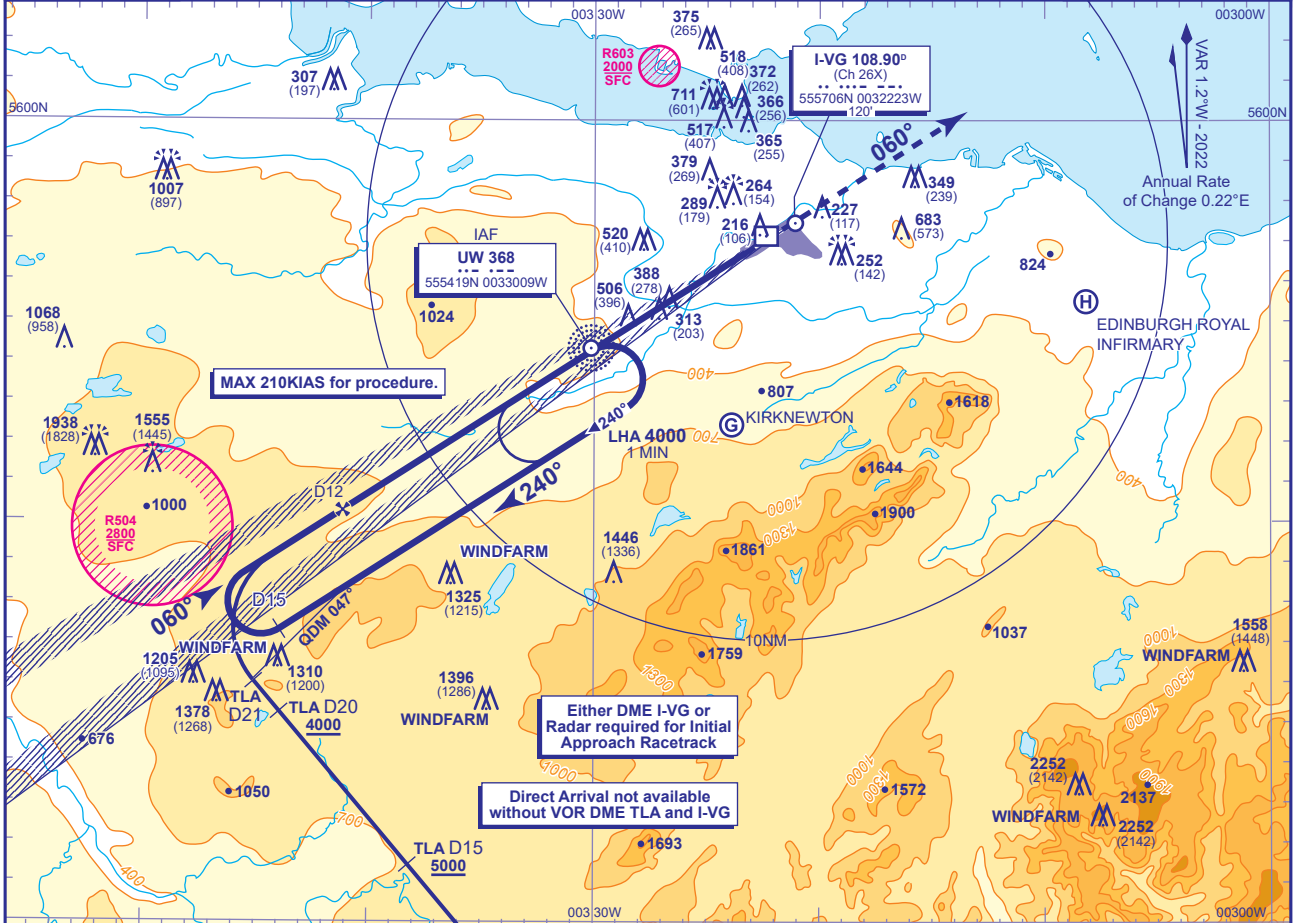 003.30W
00300W
375
(265)
R603
2000
SFC
518
(408)
372
(262)
I-VG 108.90D
(Ch 26X)
555706N 0032223W
120'
VAR 1.2°W - 2022
307
(197)
711
(601)
366
(256)
5600N
5600N
517
(407)
365
(255)
060°
379
(269)
1007
(897)
264
(154)
289
(179)
349
(239)
Annual Rate
of Change 0.22°E
216
(106)
227
(117)
683
(573)
520
(410)
IAF
UW 368
555419N 0033009W
252
(142)
824
388
(278)
506
(396)
1024
313
(203)
H
EDINBURGH ROYAL
INFIRMARY
1068
(958)
MAX 210KIAS for procedure.
400
807
1618
1938
(1828)
1555
(1445)
240°
LHA 4000
1 MIN
G
KIRKNEWTON
700
1644
400
240°
D12
1000
R504
2800
SFC
1000
1900
1500
1446
(1336)
1861
WINDFARM
1325
(1215)
D15
060°
QDM 047°
10NM
1037
1558
(1448)
WINDFARM
1000
WINDFARM
1205
(1095)
1310
(1200)
1759
1300
1396
(1286)
WINDFARM
1300
1378
(1268)
TLA
D21
TLA D20
4000
Either DME I-VG or
Radar required for Initial
Approach Racetrack
1600
676
1000
1000
1300
2252
(2142)
1900
1050
1572
2137
Direct Arrival not available
without VOR DME TLA and I-VG
WINDFARM
2252
(2142)
700
TLA D15
5000
1693
400
003.30W
00300W